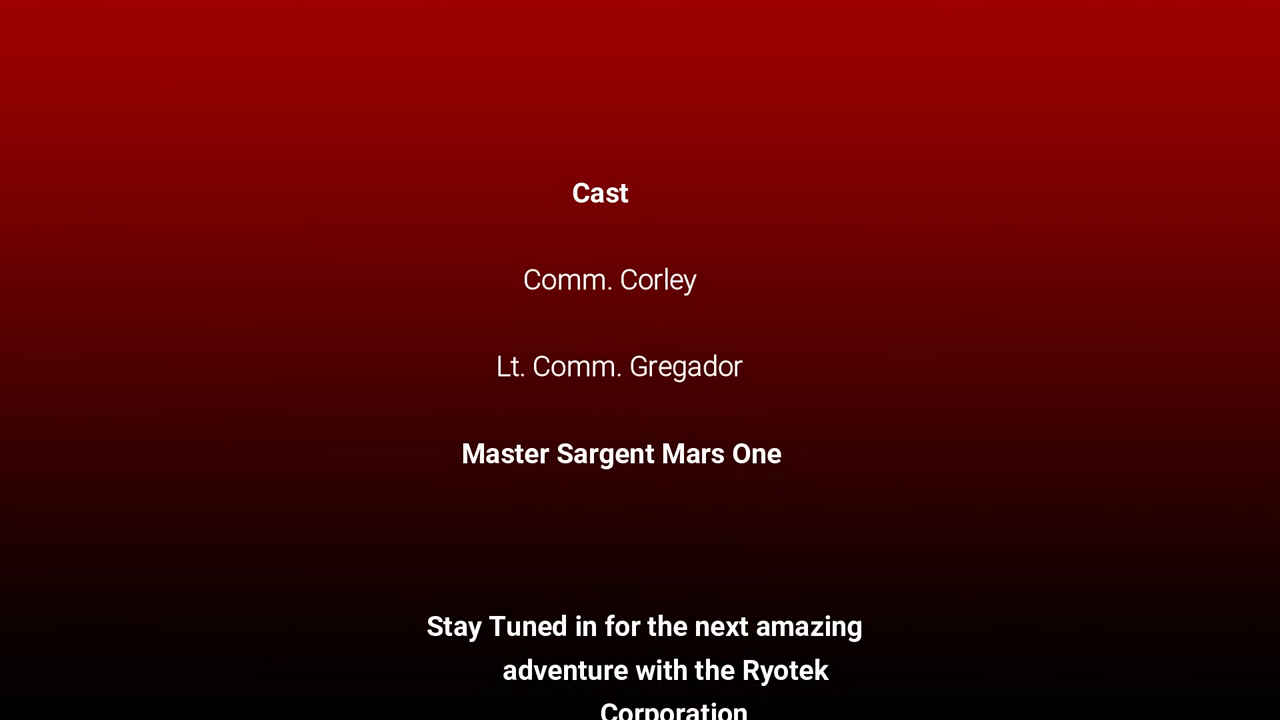 Cast
Comm. Corley
Lt. Comm. Gregador
Master Sargent Mars One
Stay Tuned in for the next amazing
adventure with the Ryotek
Corporation